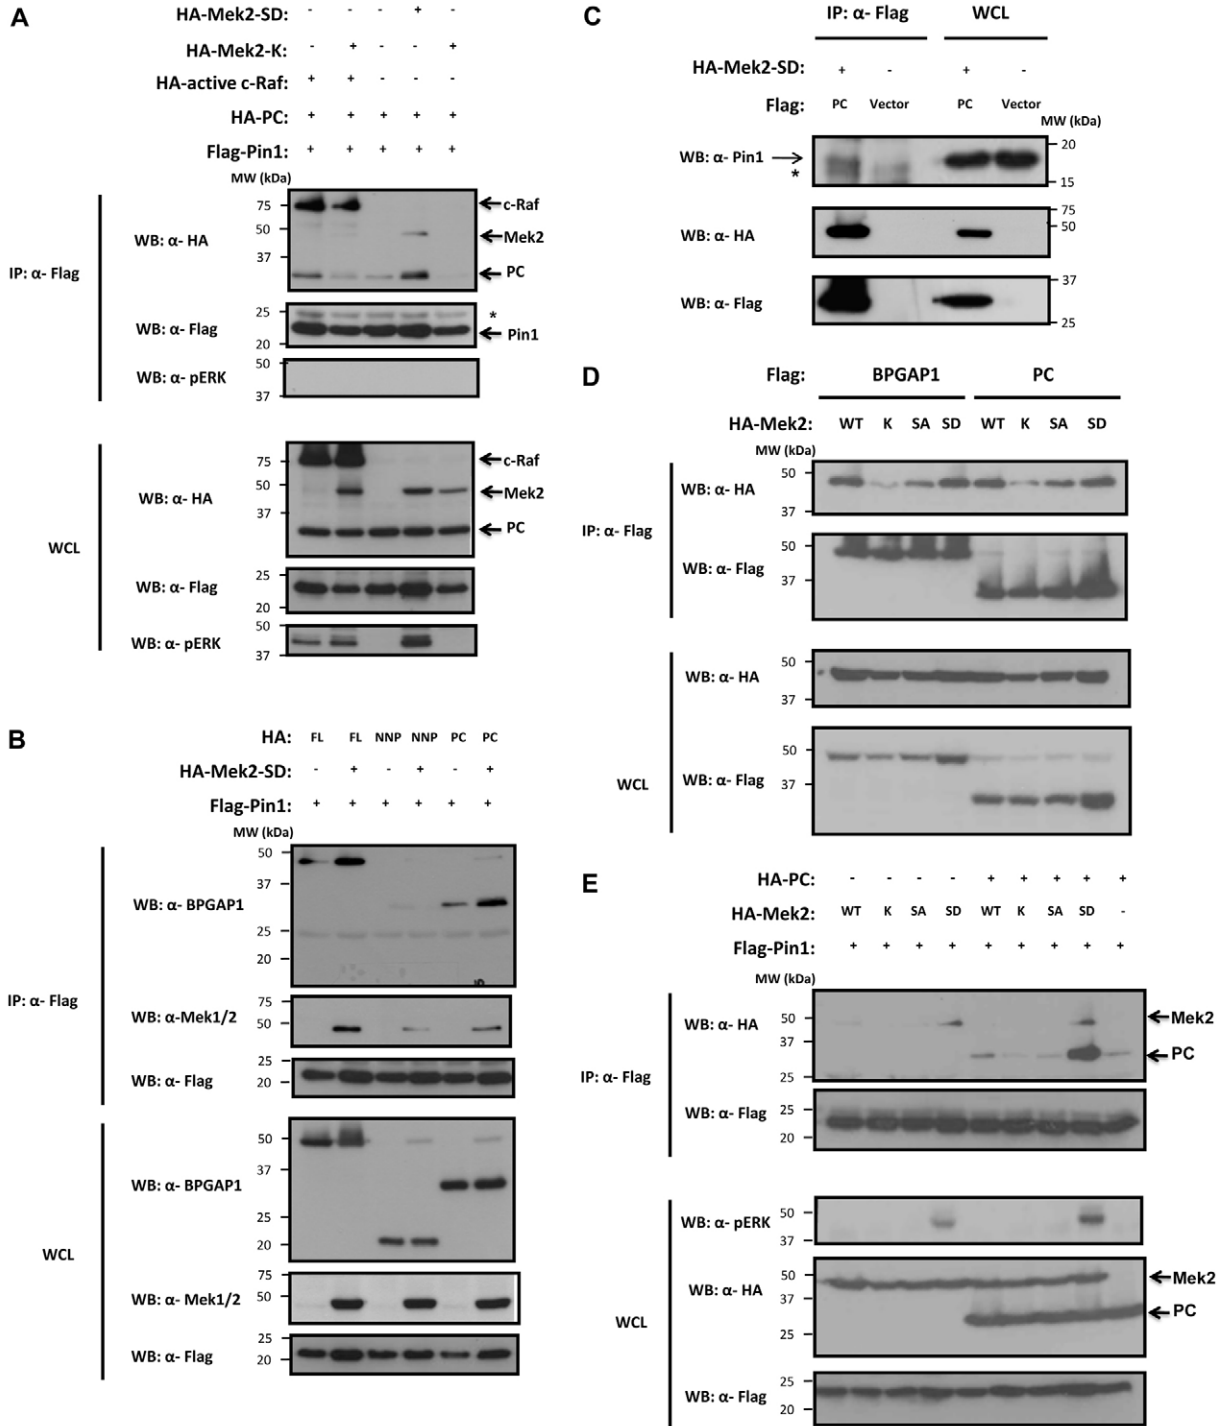 A
HA-Mek2-SD: - - - + -
HA-Mek2-K: - + - - +
HA-active c-Raf: + + - - -
HA-PC: + + + + +
Flag-Pin1: + + + + +
MW (kDa)
IP: α- Flag
WB: α- HA
75
50
37
c-Raf
Mek2
PC
WB: α- Flag
25
20
*
Pin1
WB: α- pERK
50
37
WCL
WB: α- HA
75
50
37
c-Raf
Mek2
PC
WB: α- Flag
25
20
WB: α- pERK
50
37
B
HA: FL FL NNP NNP PC PC
HA-Mek2-SD: - + - + - +
Flag-Pin1: + + + + + +
MW (kDa)
IP: α- Flag
WB: α- BPGAP1
50
37
25
20
WB: α-Mek1/2
75
50
WB: α- Flag
25
20
WCL
WB: α- BPGAP1
50
37
25
20
WB: α- Mek1/2
75
50
WB: α- Flag
25
20
C
IP: α- Flag WCL
HA-Mek2-SD: + - + -
Flag: PC Vector PC Vector
MW (kDa)
WB: α- Pin1
*
20
15
WB: α- HA
75
50
WB: α- Flag
37
25
D
Flag: BPGAP1 PC
HA-Mek2: WT K SA SD WT K SA SD
MW (kDa)
IP: α- Flag
WB: α- HA
50
37
WB: α- Flag
50
37
WCL
WB: α- HA
50
37
WB: α- Flag
50
37
E
HA-PC: - - - - + + + + +
HA-Mek2: WT K SA SD WT K SA SD -
Flag-Pin1: + + + + + + + + +
MW (kDa)
IP: α- Flag
WB: α- HA
50
37
25
Mek2
PC
WB: α- Flag
25
20
WCL
WB: α- pERK
50
37
WB: α- HA
50
37
25
Mek2
PC
WB: α- Flag
25
20